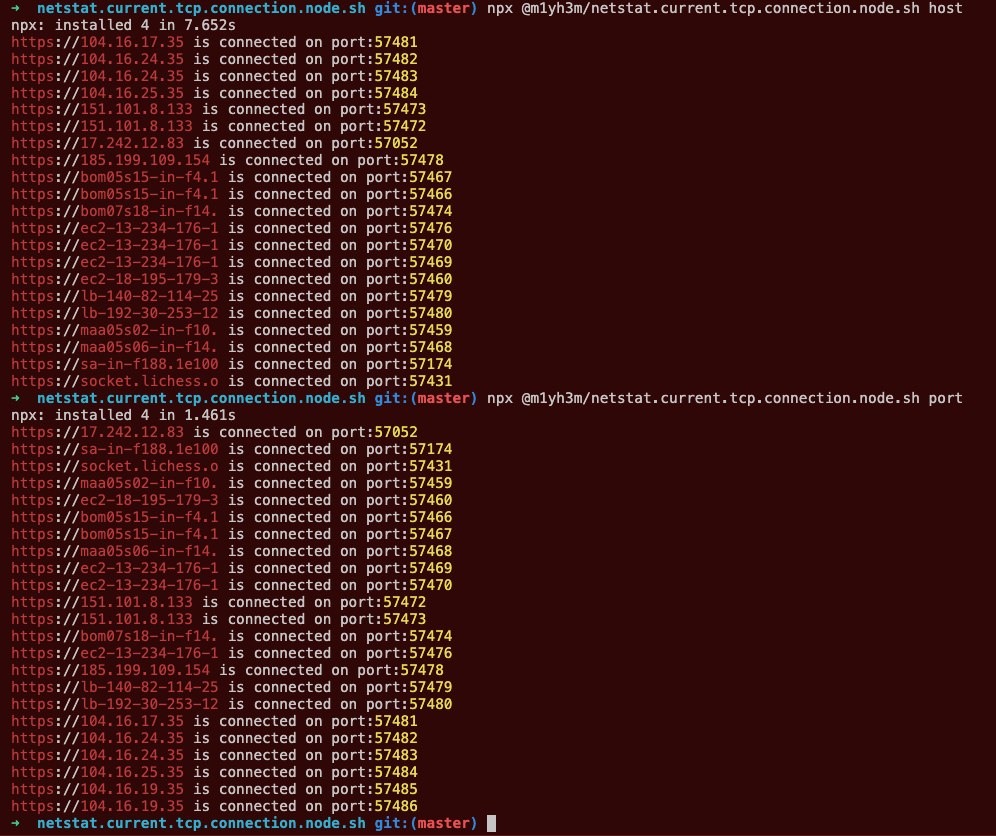 ➜  netstat.current.tcp.connection.node.sh git:(master) npx @m1yh3m/netstat.current.tcp.connection.node.sh host
npx: installed 4 in 7.652s
https://104.16.17.35 is connected on port:57481
https://104.16.24.35 is connected on port:57482
https://104.16.24.35 is connected on port:57483
https://104.16.25.35 is connected on port:57484
https://151.101.8.133 is connected on port:57473
https://151.101.8.133 is connected on port:57472
https://17.242.12.83 is connected on port:57052
https://185.199.109.154 is connected on port:57478
https://bom05s15-in-f4.1 is connected on port:57467
https://bom05s15-in-f4.1 is connected on port:57466
https://bom07s18-in-f14. is connected on port:57474
https://ec2-13-234-176-1 is connected on port:57476
https://ec2-13-234-176-1 is connected on port:57470
https://ec2-13-234-176-1 is connected on port:57469
https://ec2-18-195-179-3 is connected on port:57460
https://lb-140-82-114-25 is connected on port:57479
https://lb-192-30-253-12 is connected on port:57480
https://maa05s02-in-f10. is connected on port:57459
https://maa05s06-in-f14. is connected on port:57468
https://sa-in-f188.1e100 is connected on port:57174
https://socket.lichess.o is connected on port:57431
➜  netstat.current.tcp.connection.node.sh git:(master) npx @m1yh3m/netstat.current.tcp.connection.node.sh port
npx: installed 4 in 1.461s
https://17.242.12.83 is connected on port:57052
https://sa-in-f188.1e100 is connected on port:57174
https://socket.lichess.o is connected on port:57431
https://maa05s02-in-f10. is connected on port:57459
https://ec2-18-195-179-3 is connected on port:57460
https://bom05s15-in-f4.1 is connected on port:57466
https://bom05s15-in-f4.1 is connected on port:57467
https://maa05s06-in-f14. is connected on port:57468
https://ec2-13-234-176-1 is connected on port:57469
https://ec2-13-234-176-1 is connected on port:57470
https://151.101.8.133 is connected on port:57472
https://151.101.8.133 is connected on port:57473
https://bom07s18-in-f14. is connected on port:57474
https://ec2-13-234-176-1 is connected on port:57476
https://185.199.109.154 is connected on port:57478
https://lb-140-82-114-25 is connected on port:57479
https://lb-192-30-253-12 is connected on port:57480
https://104.16.17.35 is connected on port:57481
https://104.16.24.35 is connected on port:57482
https://104.16.24.35 is connected on port:57483
https://104.16.25.35 is connected on port:57484
https://104.16.19.35 is connected on port:57485
https://104.16.19.35 is connected on port:57486
➜  netstat.current.tcp.connection.node.sh git:(master)